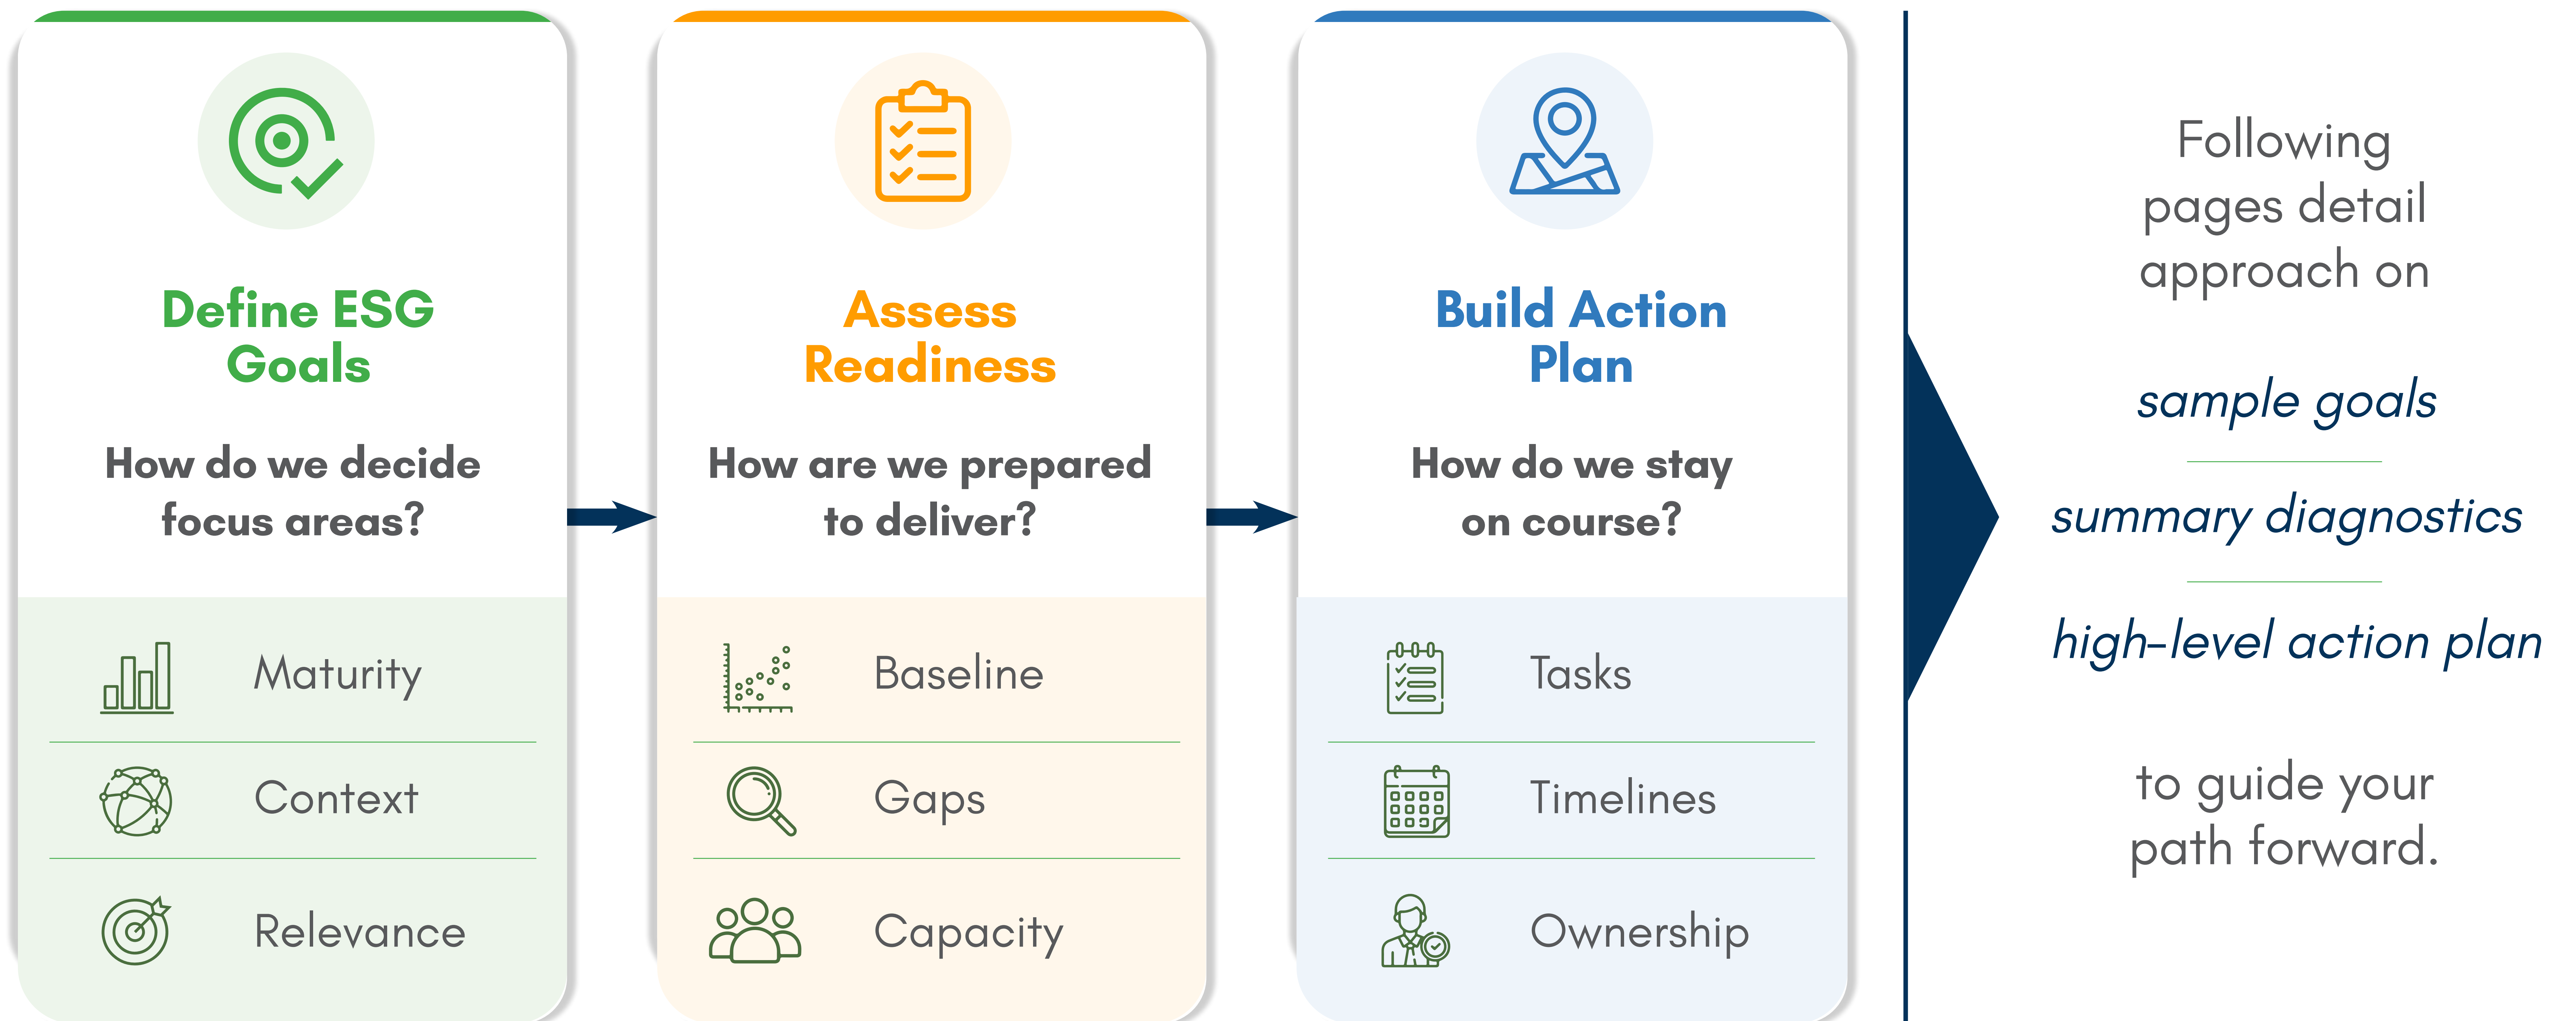 Define ESG
Goals
How do we decide
focus areas?
Maturity
Context
Relevance
Assess
Readiness
How are we prepared
to deliver?
Baseline
Gaps
Capacity
Build Action
Plan
How do we stay
on course?
Tasks
Timelines
Ownership
Following
pages detail
approach on
sample goals
summary diagnostics
high-level action plan
to guide your
path forward.